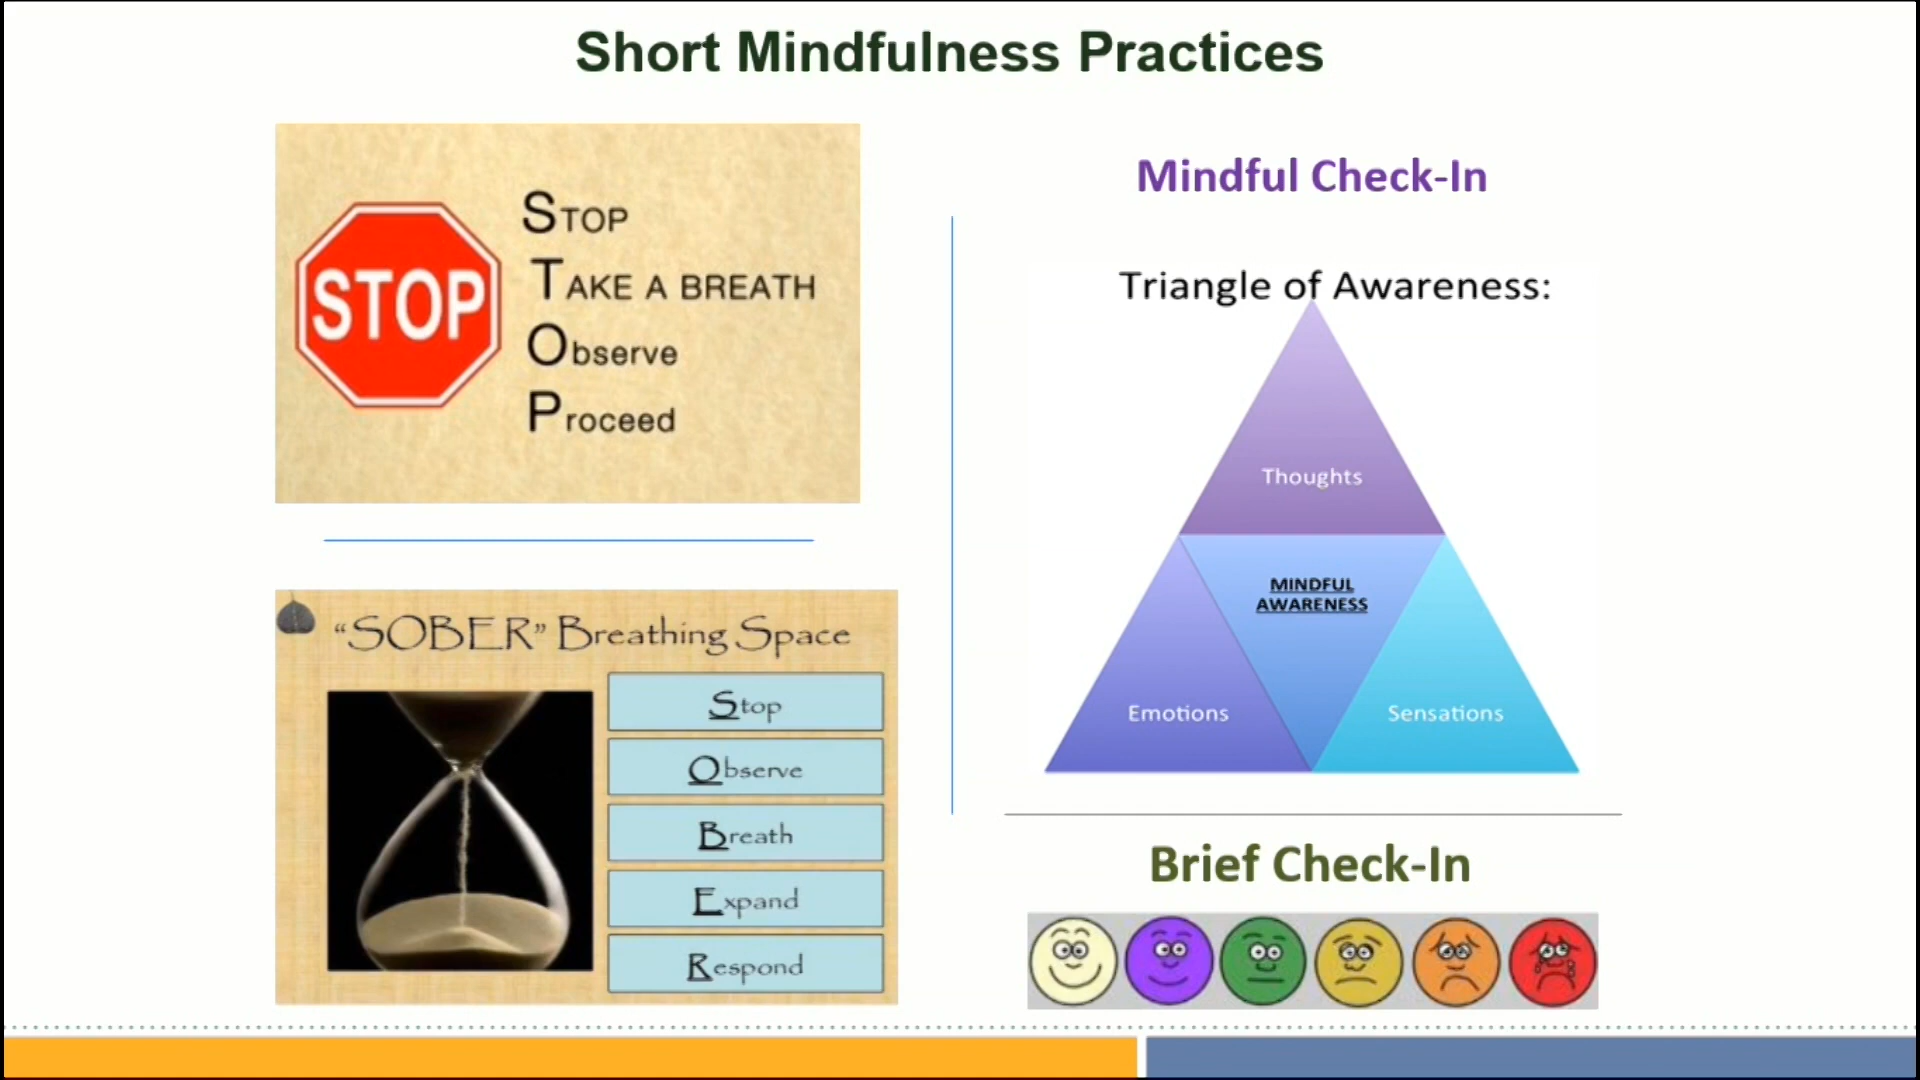 Short Mindfulness Practices
STOP
STOP
TAKE A BREATH
Observe
Proceed
"SOBER" Breathing Space
Stop
Observe
Breath
Expand
Respond
Mindful Check-In
Triangle of Awareness:
Thoughts
MINDFUL
AWARENESS
Emotions
Sensations
Brief Check-In